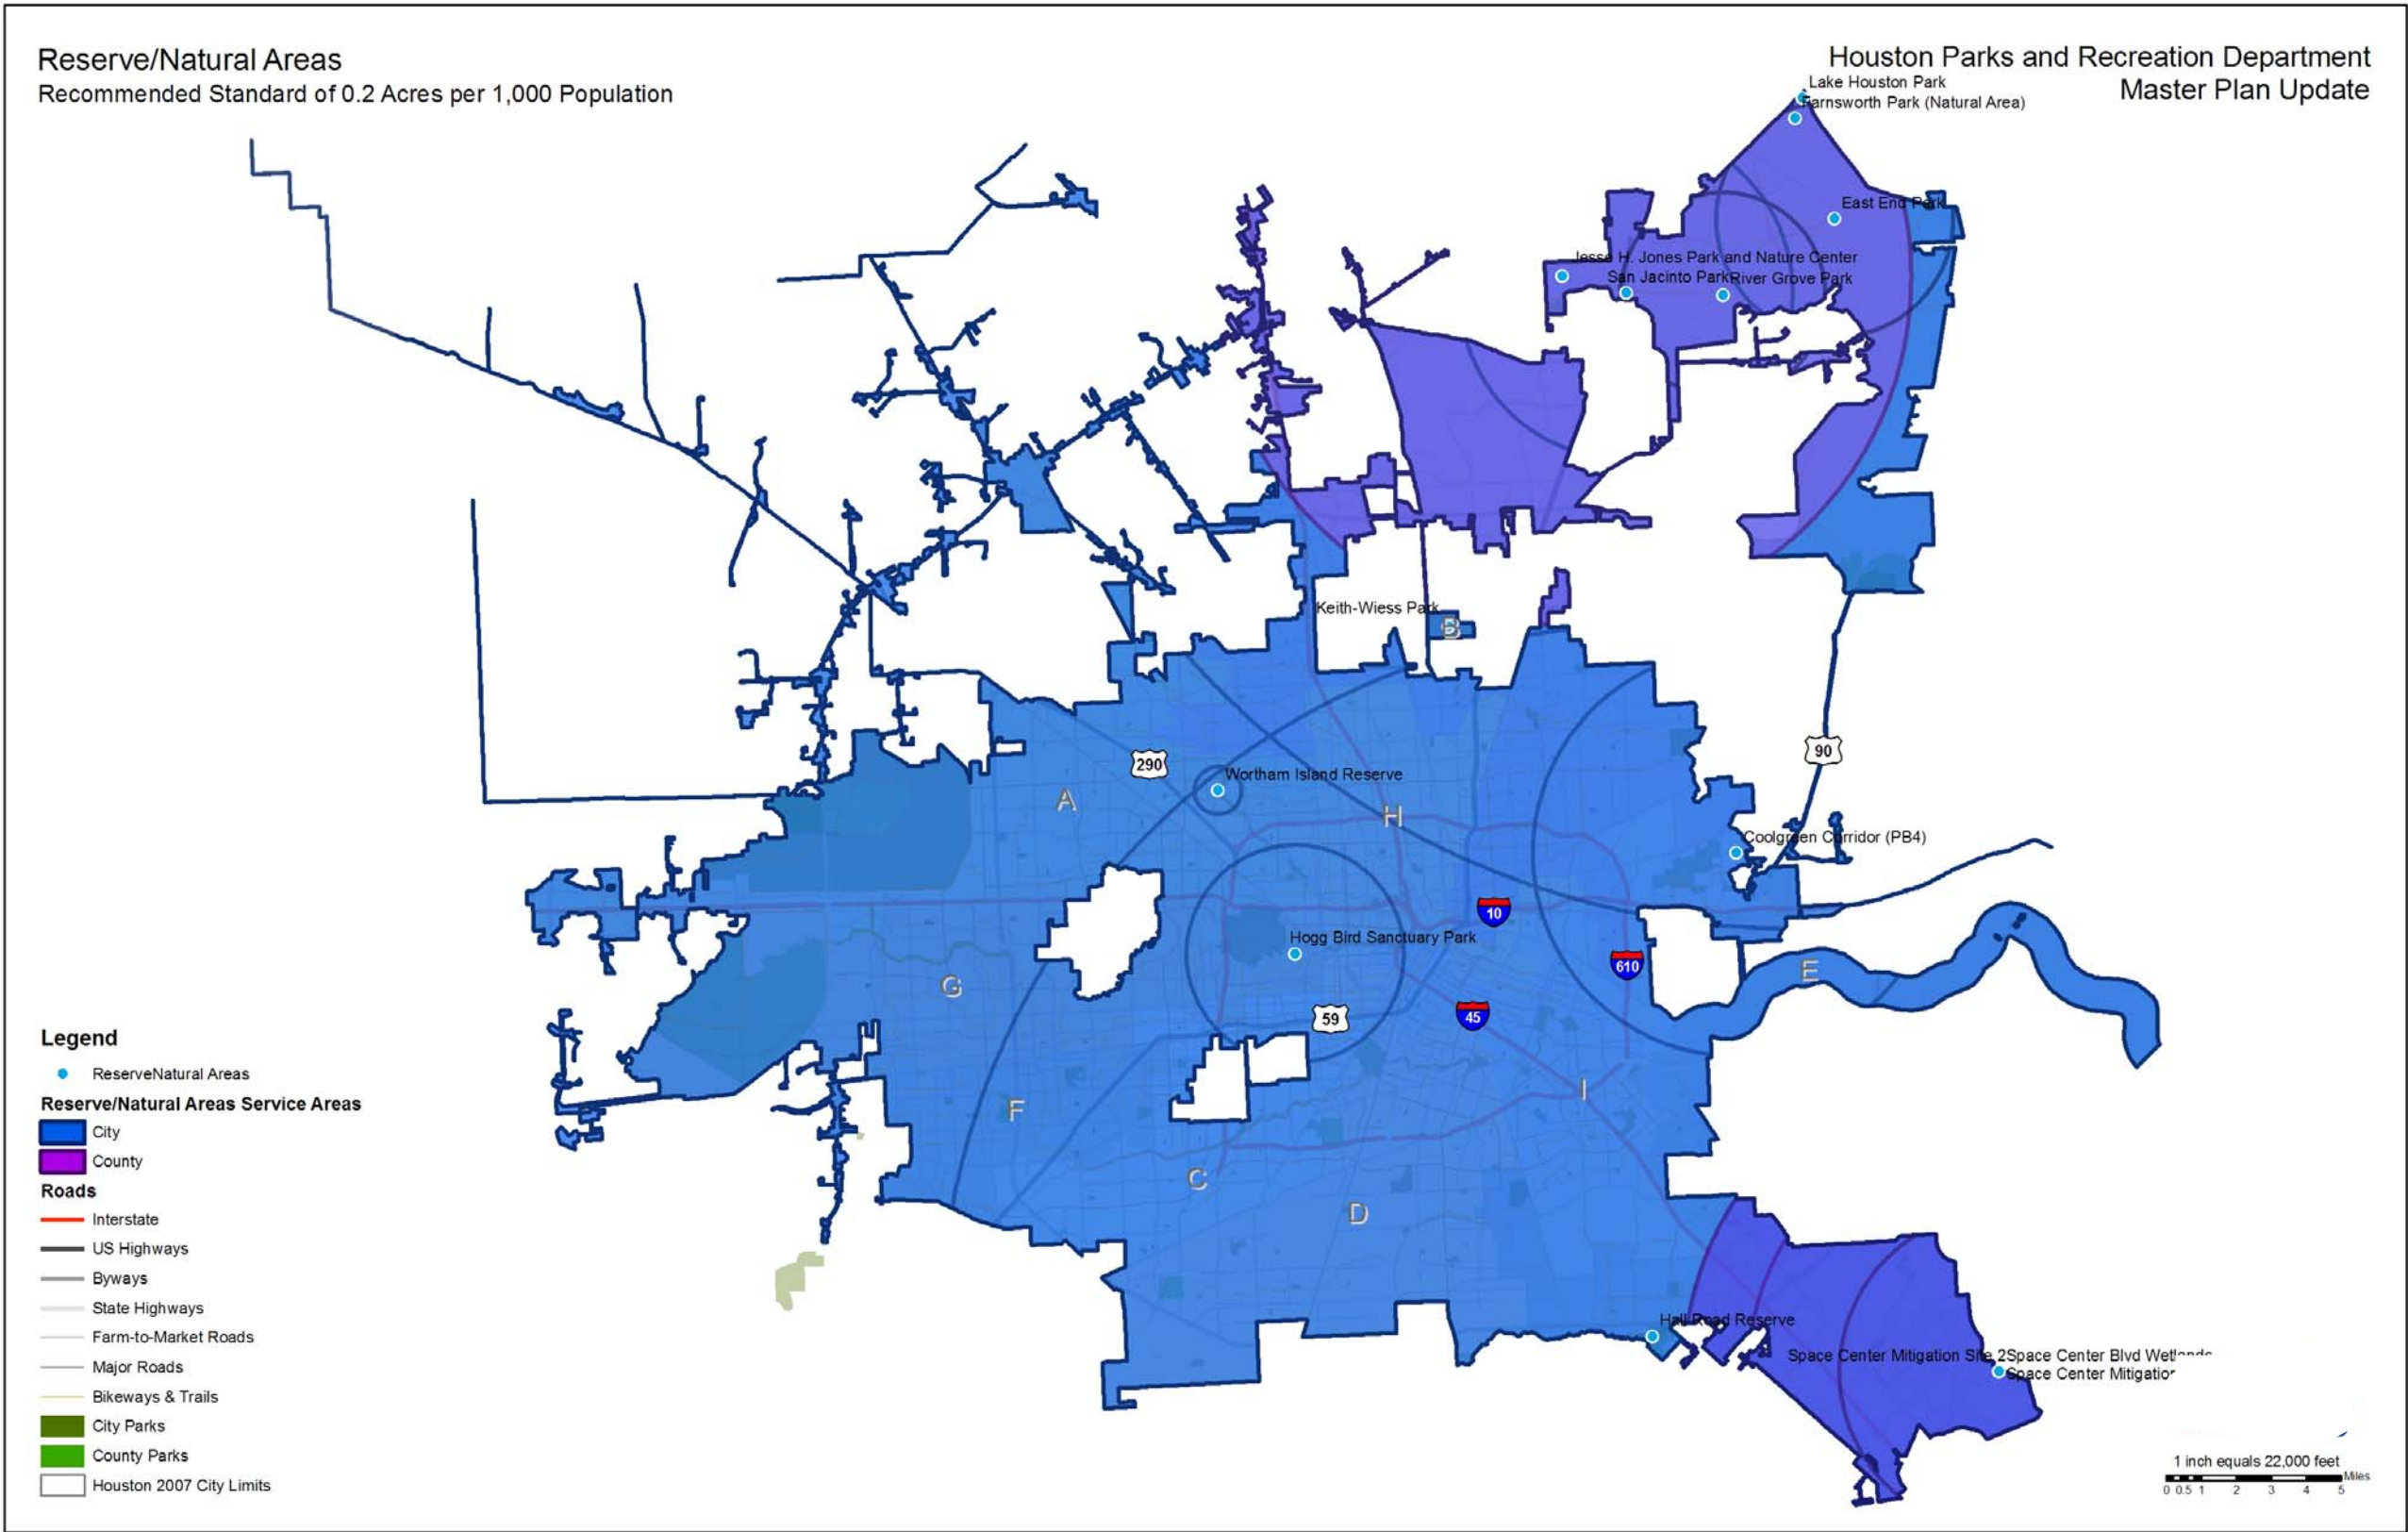 Reserve/Natural Areas
Recommended Standard of 0.2 Acres per 1,000 Population
Houston Parks and Recreation Department
Master Plan Update
Lake Houston Park
Farnsworth Park (Natural Area)
East End Park
Jesse H. Jones Park and Nature Center
San Jacinto Park
River Grove Park
Keith-Wiess Park
B
90
290
Wortham Island Reserve
A
H
Coolgreen Corridor (PB4)
10
Hogg Bird Sanctuary Park
610
E
G
59
45
I
F
C
D
Hall Road Reserve
Space Center Mitigation Site 2
Space Center Blvd Wetlands
Space Center Mitigation
Legend
ReserveNatural Areas
Reserve/Natural Areas Service Areas
City
County
Roads
Interstate
US Highways
Byways
State Highways
Farm-to-Market Roads
Major Roads
Bikeways & Trails
City Parks
County Parks
Houston 2007 City Limits
1 inch equals 22,000 feet
Miles
0 0.5 1 2 3 4 5